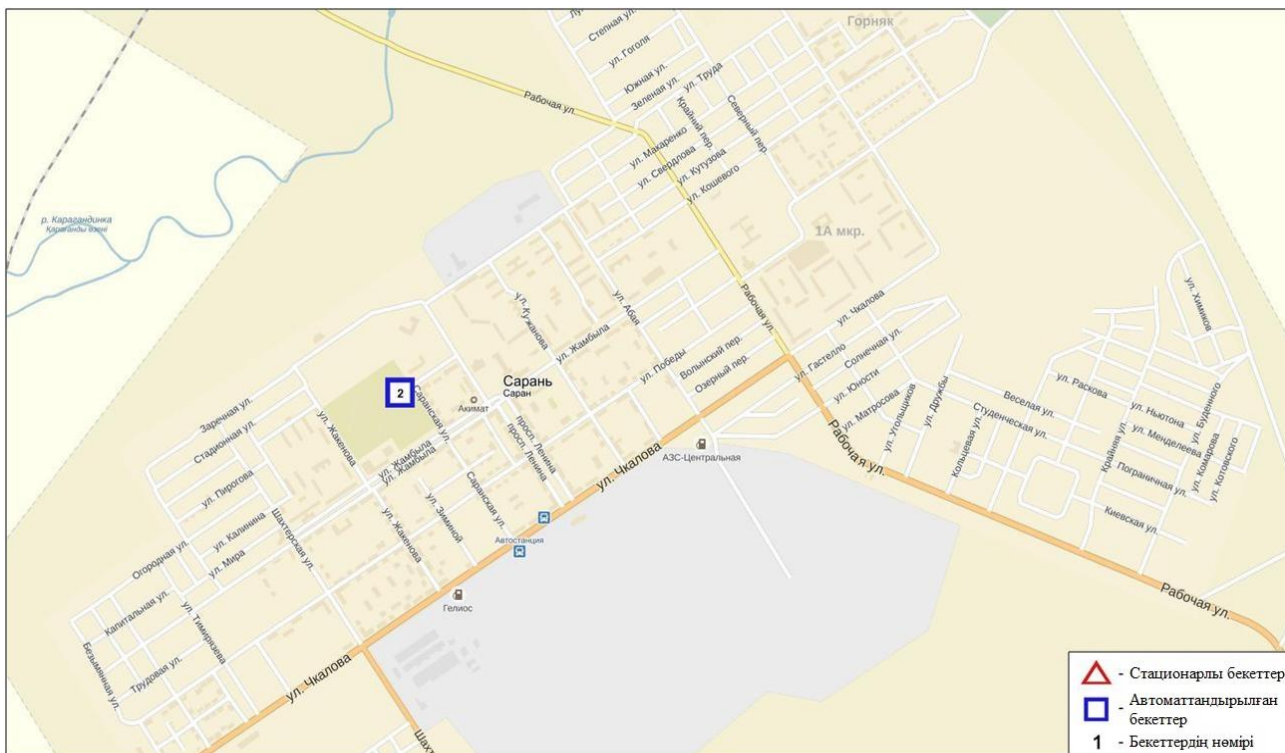 Горняк
Степная ул.
ул. Гоголя
Южная ул.
Зеленая ул.
ул. Труда
Рабочая ул.
Крайний пер.
Северный пер.
ул. Макаренко
ул. Свердлова
ул. Кутузова
ул. Кошевого
р. Карагандинка
Қарағанды өзені
1А мкр.
ул. Химиков
ул. Кужанова
ул. Абая
ул. Жамбыла
Рабочая ул.
ул. Чкалова
ул. Победы
Волынский пер.
Озерный пер.
ул. Гастелло
Солнечная ул.
ул. Юности
ул. Матросова
ул. Угольщиков
ул. Дружбы
Веселая ул.
Студенческая ул.
Кольцевая ул.
ул. Раскова
ул. Ньютона
ул. Буденного
ул. Менделеева
Крайняя ул.
ул. Комарова
Пограничная ул.
ул. Котовского
Киевская ул.
2
Сарань
Саран
Акимат
Саранская ул.
Заречная ул.
Стадионная ул.
ул. Жакенова
ул. Жамбыла
ул. Жамбыла
просп. Ленина
просп. Ленина
ул. Чкалова
АЗС-Центральная
Рабочая ул.
ул. Пирогова
ул. Калинина
Шахтерская ул.
ул. Жакенова
ул. Зиминой
Саранская ул.
Автостанция
Огородная ул.
ул. Мира
Гелиос
Рабочая ул.
Капитальная ул.
ул. Тимирязева
Безымянная ул.
Трудовая ул.
ул. Чкалова
- Стационарлы бекеттер
- Автоматтандырылған
бекеттер
1 - Бекеттердің нөмірі